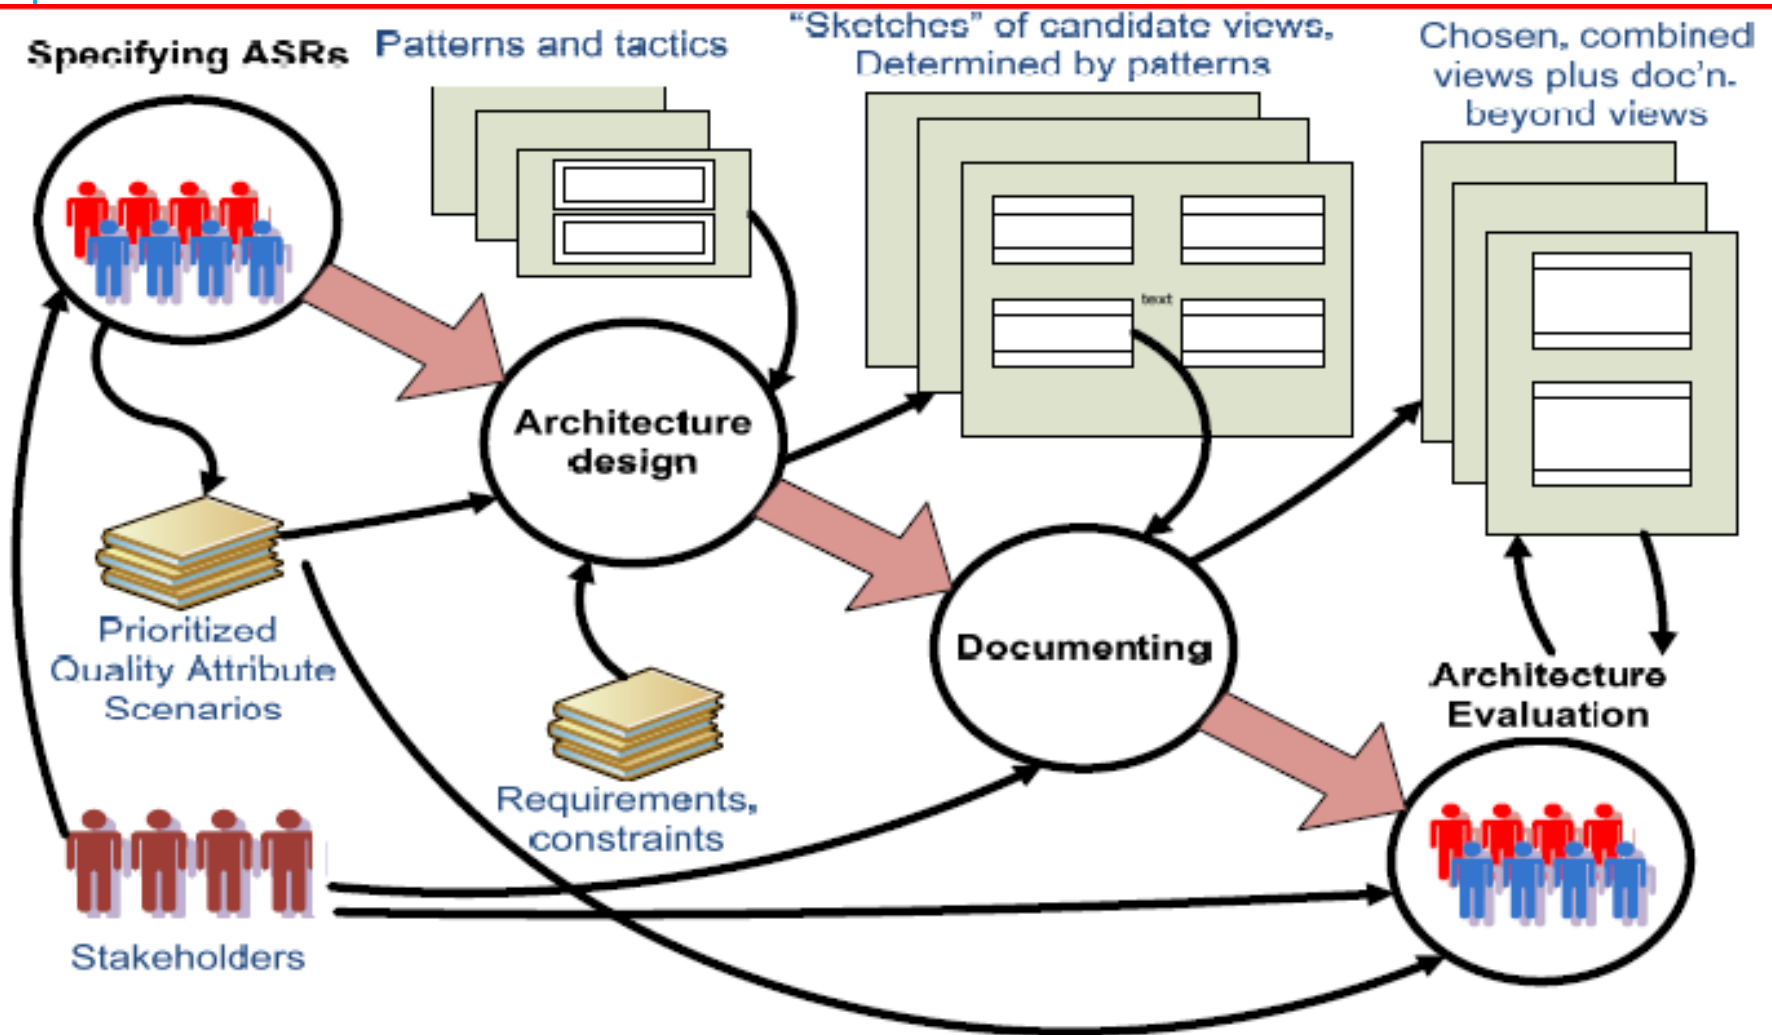 Specifying ASRs
Patterns and tactics
“Sketches” of candidate views,
Determined by patterns
Chosen, combined
views plus doc’n.
beyond views
text
Architecture
design
Prioritized
Quality Attribute
Scenarios
Documenting
Requirements,
constraints
Architecture
Evaluation
Stakeholders